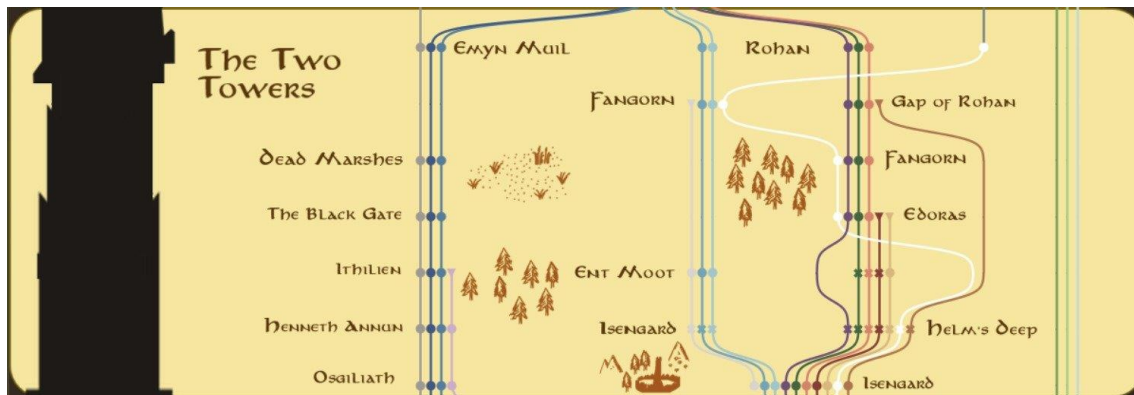 The Two
Towers
Emyn Muil
Rohan
Fangorn
Gap of Rohan
Dead Marshes
Fangorn
The Black Gate
Edoras
Ithilien
Ent Moot
Henneth Annun
Isengard
Helm's Deep
Osgiliath
Isengard